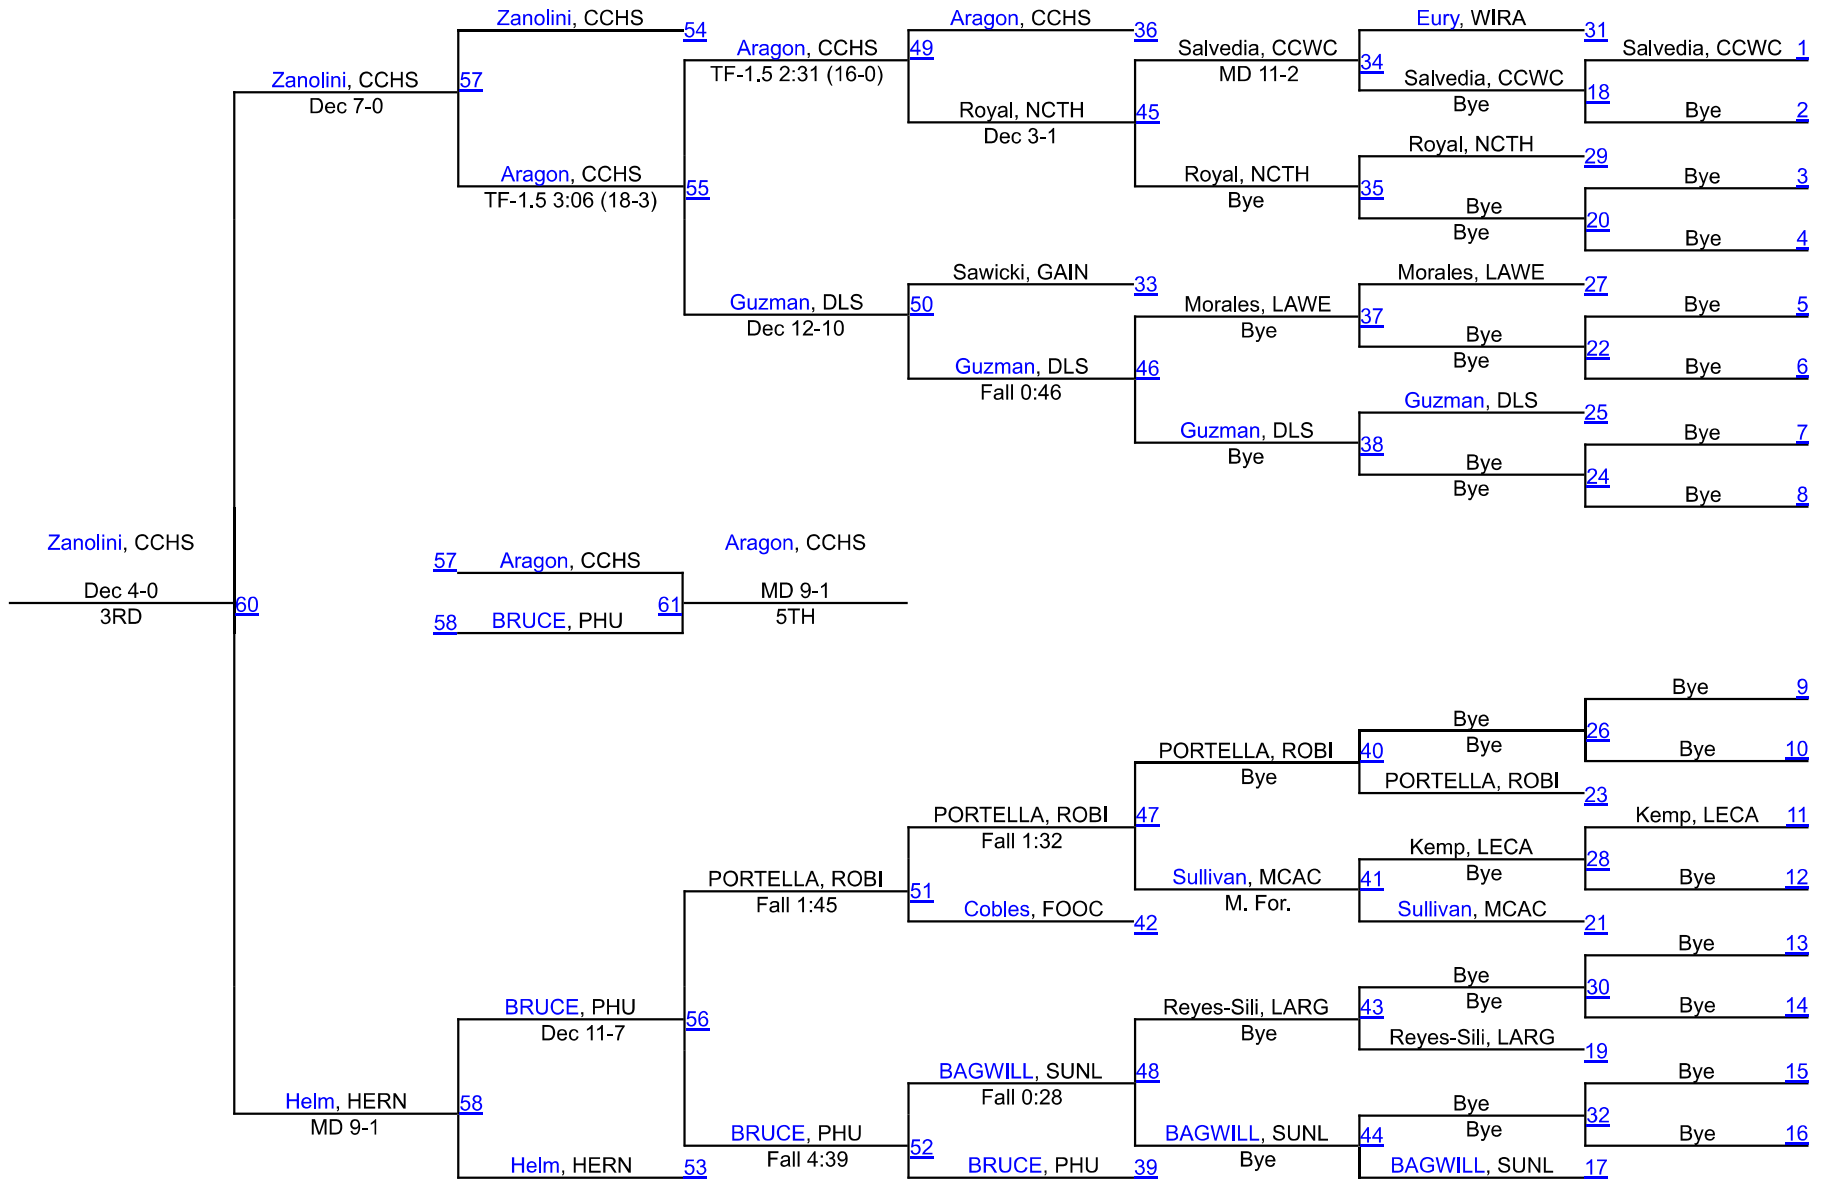 Zanolini, CCHS
54
Aragon, CCHS
36
Eury, WIRA
31
Aragon, CCHS
49
Salvedia, CCWC
Salvedia, CCWC
1
TF-1.5 2:31 (16-0)
MD 11-2
34
Zanolini, CCHS
57
Salvedia, CCWC
18
Dec 7-0
Bye
Royal, NCTH
45
Bye
2
Dec 3-1
Royal, NCTH
29
Aragon, CCHS
55
Royal, NCTH
35
Bye
3
TF-1.5 3:06 (18-3)
Bye
Bye
20
Bye
Bye
4
Sawicki, GAIN
33
Morales, LAWE
27
Guzman, DLS
50
Morales, LAWE
37
Bye
5
Dec 12-10
Bye
Bye
22
Bye
Guzman, DLS
46
Bye
6
Fall 0:46
Guzman, DLS
25
Guzman, DLS
38
Bye
7
Bye
Bye
24
Bye
Bye
8
Zanolini, CCHS
57
Aragon, CCHS
Aragon, CCHS
Dec 4-0
60
61
MD 9-1
3RD
58
BRUCE, PHU
5TH
Bye
9
Bye
26
Bye
PORTELLA, ROBI
40
Bye
10
Bye
PORTELLA, ROBI
23
PORTELLA, ROBI
47
Kemp, LECA
11
Fall 1:32
Kemp, LECA
28
Bye
PORTELLA, ROBI
51
Sullivan, MCAC
41
Bye
12
Fall 1:45
M. For.
Cobles, FOOC
42
Sullivan, MCAC
21
Bye
13
Bye
30
Bye
BRUCE, PHU
56
Reyes-Sili, LARG
43
Bye
14
Dec 11-7
Bye
Reyes-Sili, LARG
19
BAGWILL, SUNL
48
Bye
15
Fall 0:28
Helm, HERN
58
Bye
32
MD 9-1
Bye
BRUCE, PHU
52
BAGWILL, SUNL
44
Bye
16
Fall 4:39
Bye
Helm, HERN
53
BRUCE, PHU
39
BAGWILL, SUNL
17